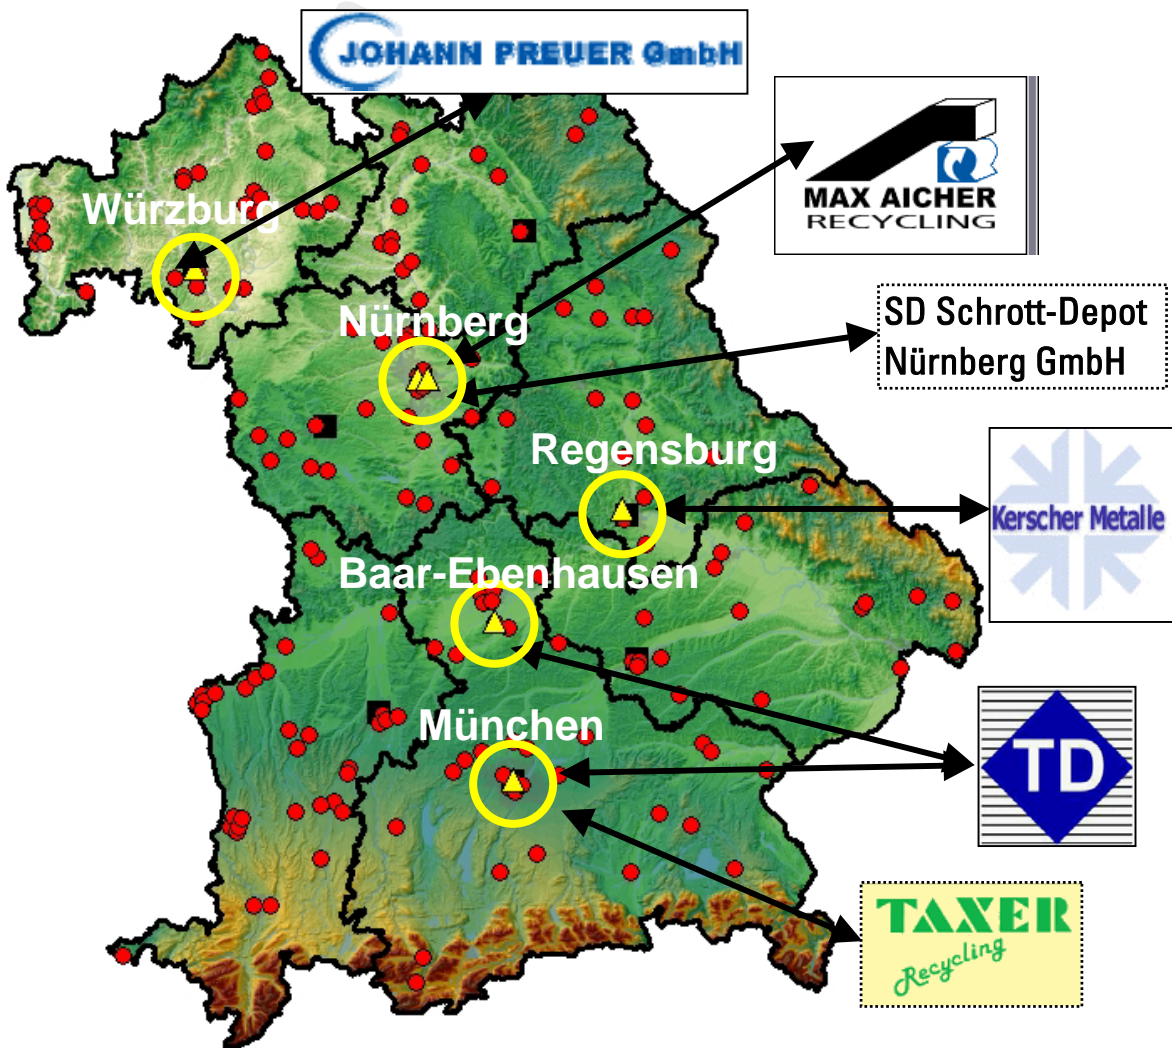 JOHANN PREUER GmbH
MAX AICHER
RECYCLING
Würzburg
SD Schrott-Depot
Nürnberg GmbH
Nürnberg
Regensburg
Kerscher Metalle
Baar-Ebenhausen
München
TD
TAXER
Recycling